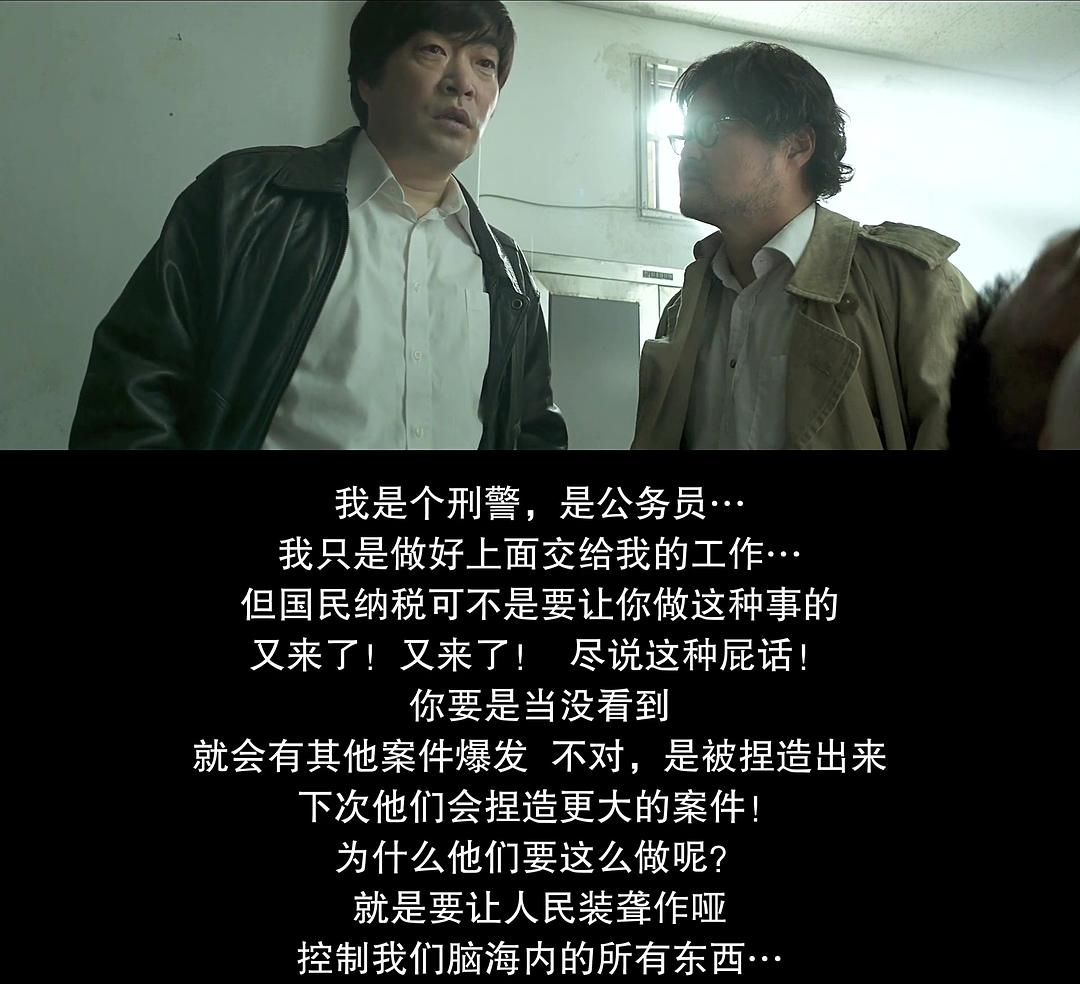 我是个刑警，是公务员…
我只是做好上面交给我的工作…
但国民纳税可不是要让你做这种事的
又来了！又来了！ 尽说这种屁话！
你要是当没看到
就会有其他案件爆发 不对，是被捏造出来
下次他们会捏造更大的案件！
为什么他们要这么做呢？
就是要让人民装聋作哑
控制我们脑海内的所有东西…